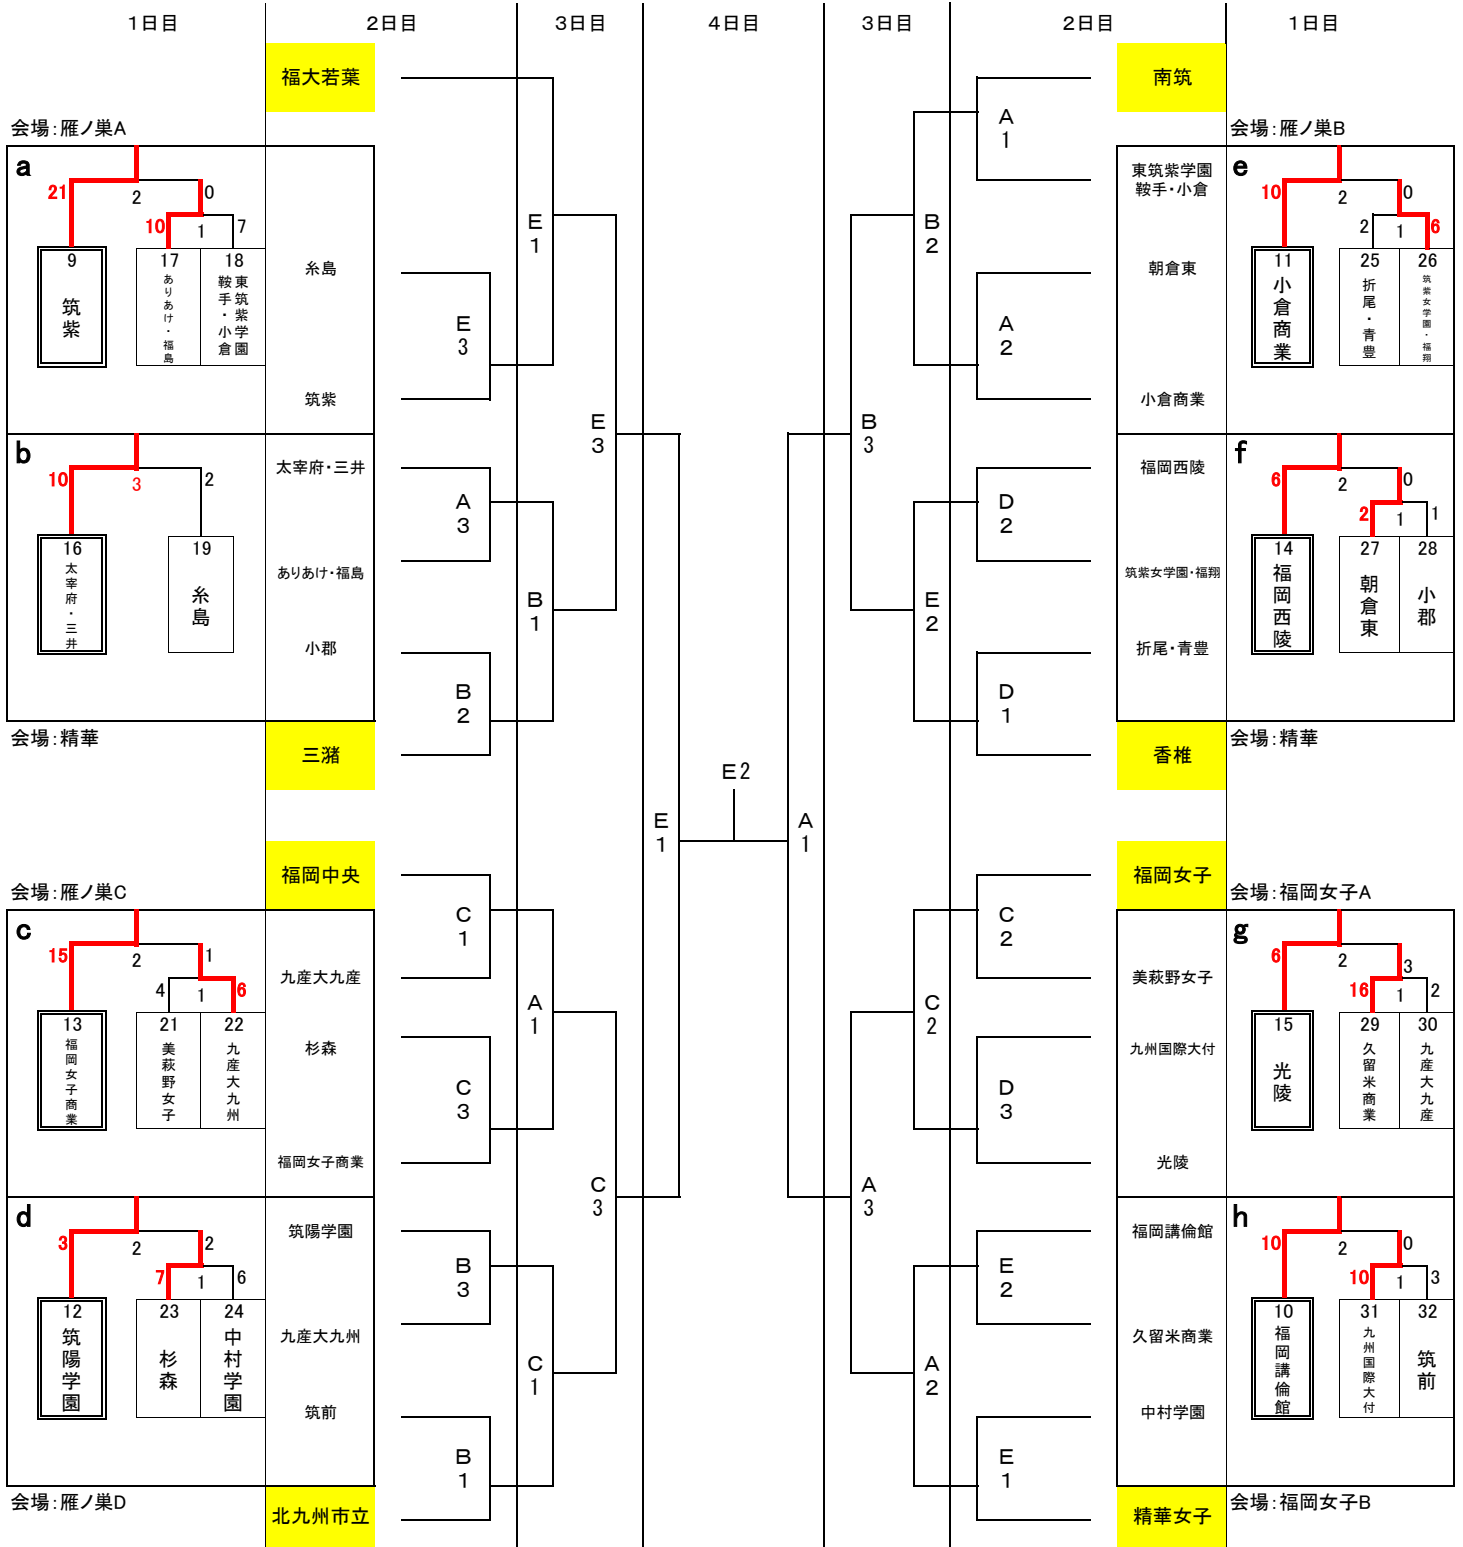 1日目
2日目
3日目
4日目
3日目
2日目
1日目
福大若葉
会場：雁ノ巣A
a
21
2
0
10
1
7
9
筑紫
17
ありあけ・福島
18
東筑紫学園
鞍手・小倉
糸島
筑紫
b
10
3
2
16
太宰府・三井
19
糸島
太宰府・三井
ありあけ・福島
小郡
会場：精華
三潴
E
3
A
3
B
2
E
1
B
1
E
3
福岡中央
会場：雁ノ巣C
c
15
2
1
4
1
6
13
福岡女子商業
21
美萩野女子
22
九産大九州
九産大九産
杉森
福岡女子商業
d
3
2
2
7
1
6
12
筑陽学園
23
杉森
24
中村学園
筑陽学園
九産大九州
筑前
会場：雁ノ巣D
北九州市立
C
1
C
3
B
3
B
1
A
1
C
1
C
3
E
1
E2
A
1
南筑
会場：雁ノ巣B
東筑紫学園
鞍手・小倉
朝倉東
小倉商業
e
10
2
0
2
1
6
11
小倉商業
25
折尾・青豊
26
筑紫女学園・福翔
福岡西陵
筑紫女学園・福翔
折尾・青豊
f
6
2
0
2
1
1
14
福岡西陵
27
朝倉東
28
小郡
香椎
会場：精華
A
1
A
2
D
2
D
1
B
2
E
2
B
3
福岡女子
会場：福岡女子A
美萩野女子
九州国際大付
光陵
g
6
2
3
16
1
2
15
光陵
29
久留米商業
30
九産大九産
福岡講倫館
久留米商業
中村学園
h
10
2
0
10
1
3
10
福岡講倫館
31
九州国際大付
32
筑前
精華女子
会場：福岡女子B
C
2
D
3
E
2
E
1
C
2
A
2
A
3